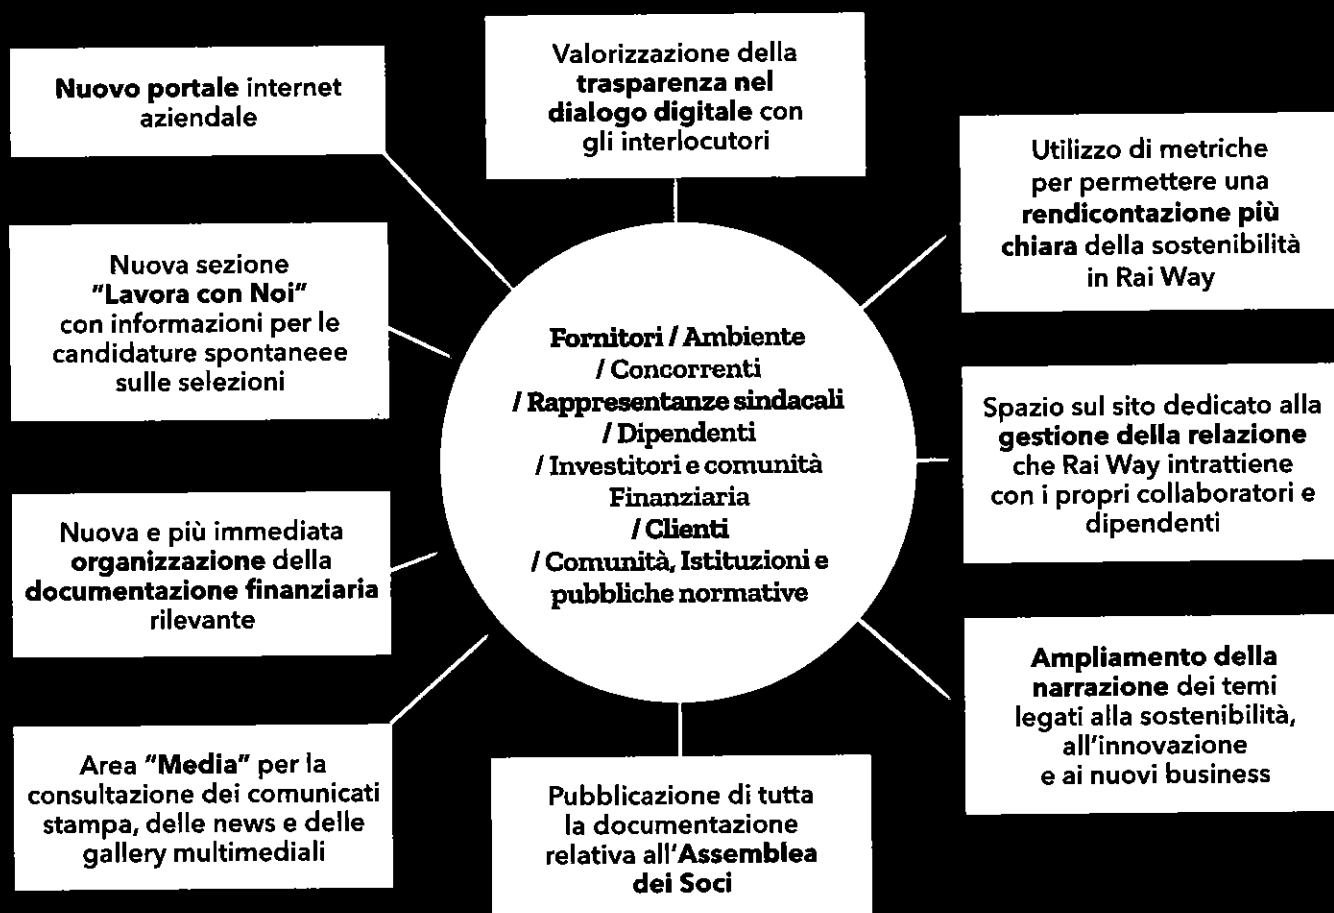 Nuovo portale internet
aziendale
Valorizzazione della
trasparenza nel
dialogo digitale con
gli interlocutori
Utilizzo di metriche
per permettere una
rendicontazione più
chiara della sostenibilità
in Rai Way
Nuova sezione
"Lavora con Noi"
con informazioni per le
candidature spontaneee
sulle selezioni
Fornitori / Ambiente
/ Concorrenti
/ Rappresentanze sindacali
/ Dipendenti
/ Investitori e comunità
Finanziaria
/ Clienti
/ Comunità, Istituzioni e
pubbliche normative
Spazio sul sito dedicato alla
gestione della relazione
che Rai Way intrattiene
con i propri collaboratori e
dipendenti
Nuova e più immediata
organizzazione della
documentazione finanziaria
rilevante
Ampliamento della
narrazione dei temi
legati alla sostenibilità,
all'innovazione
e ai nuovi business
Area "Media" per la
consultazione dei comunicati
stampa, delle news e delle
gallery multimediali
Pubblicazione di tutta
la documentazione
relativa all'Assemblea
dei Soci